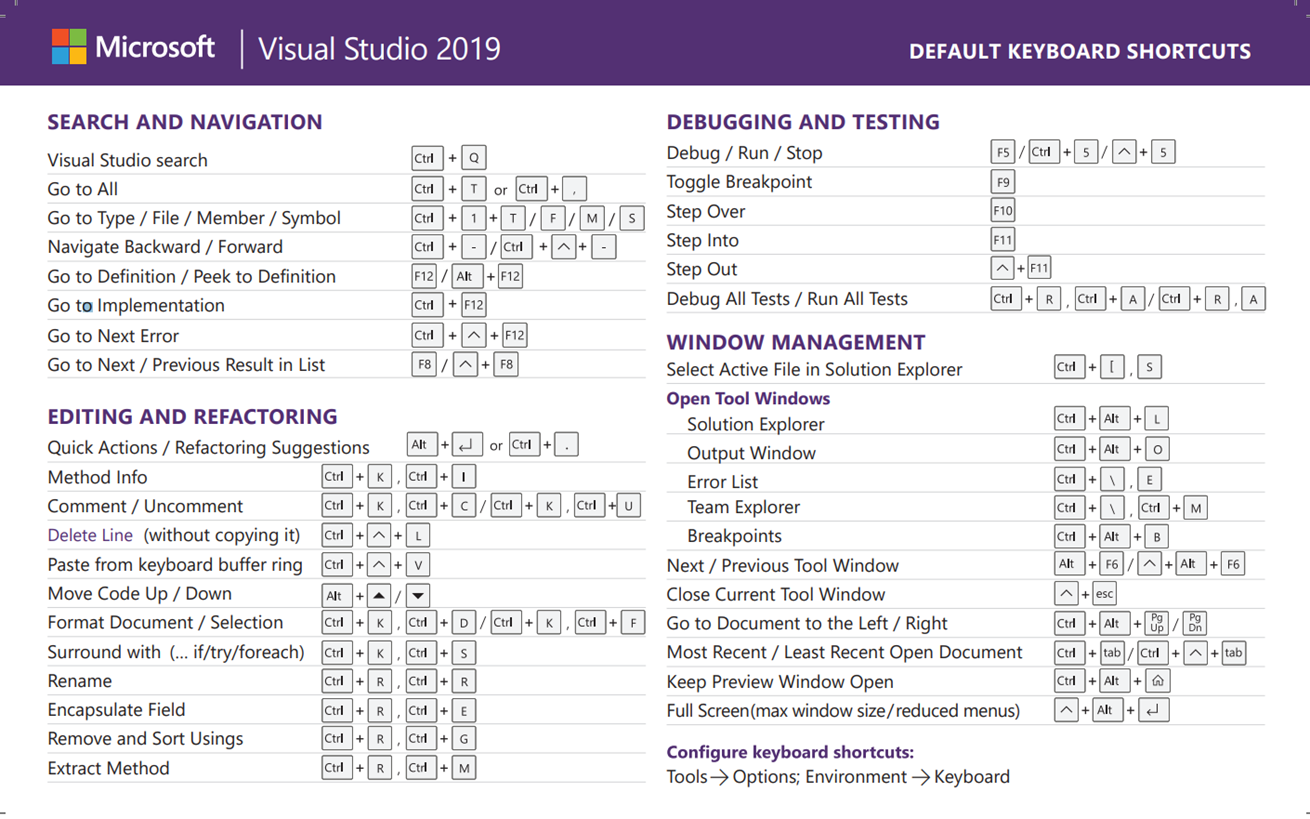 Microsoft | Visual Studio 2019
DEFAULT KEYBOARD SHORTCUTS
SEARCH AND NAVIGATION
Visual Studio search Ctrl + Q
Go to All Ctrl + T or Ctrl + ,
Go to Type / File / Member / Symbol Ctrl + 1 + T / F / M / S
Navigate Backward / Forward Ctrl + - / Ctrl + ^ + -
Go to Definition / Peek to Definition F12 / Alt + F12
Go to Implementation Ctrl + F12
Go to Next Error Ctrl + ^ + F12
Go to Next / Previous Result in List F8 / ^ + F8
EDITING AND REFACTORING
Quick Actions / Refactoring Suggestions Alt + ↵ or Ctrl + .
Method Info Ctrl + K , Ctrl + I
Comment / Uncomment Ctrl + K , Ctrl + C / Ctrl + K , Ctrl + U
Delete Line (without copying it) Ctrl + ^ + L
Paste from keyboard buffer ring Ctrl + ^ + V
Move Code Up / Down Alt + ▲ / ▼
Format Document / Selection Ctrl + K , Ctrl + D / Ctrl + K , Ctrl + F
Surround with (... if/try/foreach) Ctrl + K , Ctrl + S
Rename Ctrl + R , Ctrl + R
Encapsulate Field Ctrl + R , Ctrl + E
Remove and Sort Usings Ctrl + R , Ctrl + G
Extract Method Ctrl + R , Ctrl + M
DEBUGGING AND TESTING
Debug / Run / Stop F5 / Ctrl + 5 / ^ + 5
Toggle Breakpoint F9
Step Over F10
Step Into F11
Step Out ^ + F11
Debug All Tests / Run All Tests Ctrl + R , Ctrl + A / Ctrl + R , A
WINDOW MANAGEMENT
Select Active File in Solution Explorer Ctrl + [ , S
Open Tool Windows
Solution Explorer Ctrl + Alt + L
Output Window Ctrl + Alt + O
Error List Ctrl + \ , E
Team Explorer Ctrl + \ , Ctrl + M
Breakpoints Ctrl + Alt + B
Next / Previous Tool Window Alt + F6 / ^ + Alt + F6
Close Current Tool Window ^ + esc
Go to Document to the Left / Right Ctrl + Alt + Pg Up / Pg Dn
Most Recent / Least Recent Open Document Ctrl + tab / Ctrl + ^ + tab
Keep Preview Window Open Ctrl + Alt + ⌂
Full Screen(max window size/reduced menus) ^ + Alt + ↵
Configure keyboard shortcuts:
Tools→Options; Environment →Keyboard